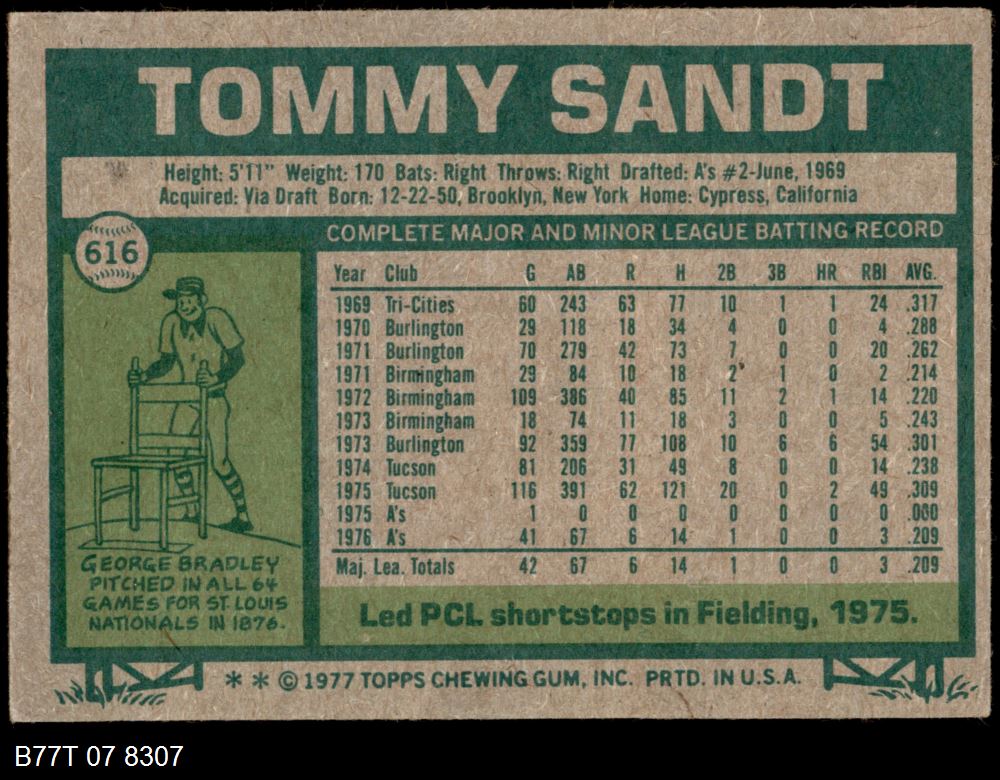 TOMMY SANDT
Height: 5'11" Weight: 170 Bats: Right Throws: Right Drafted: A's #2-June, 1969
Acquired: Via Draft Born: 12-22-50, Brooklyn, New York Home: Cypress, California
616
COMPLETE MAJOR AND MINOR LEAGUE BATTING RECORD
Year Club G AB R H 2B 3B HR RBI AVG.
1969 Tri-Cities 60 243 63 77 10 1 1 24 .317
1970 Burlington 29 118 18 34 4 0 0 4 .288
1971 Burlington 70 279 42 73 7 0 0 20 .262
1971 Birmingham 29 84 10 18 2 1 0 2 .214
1972 Birmingham 109 386 40 85 11 2 1 14 .220
1973 Birmingham 18 74 11 18 3 0 0 5 .243
1973 Burlington 92 359 77 108 10 6 6 54 .301
1974 Tucson 81 206 31 49 8 0 0 14 .238
1975 Tucson 116 391 62 121 20 0 2 49 .309
1975 A's 1 0 0 0 0 0 0 0 .000
1976 A's 41 67 6 14 1 0 0 3 .209
Maj. Lea. Totals 42 67 6 14 1 0 0 3 .209
GEORGE BRADLEY
PITCHED IN ALL 64
GAMES FOR ST. LOUIS
NATIONALS IN 1876.
Led PCL shortstops in Fielding, 1975.
* * © 1977 TOPPS CHEWING GUM, INC. PRTD. IN U.S.A.
B77T 07 8307